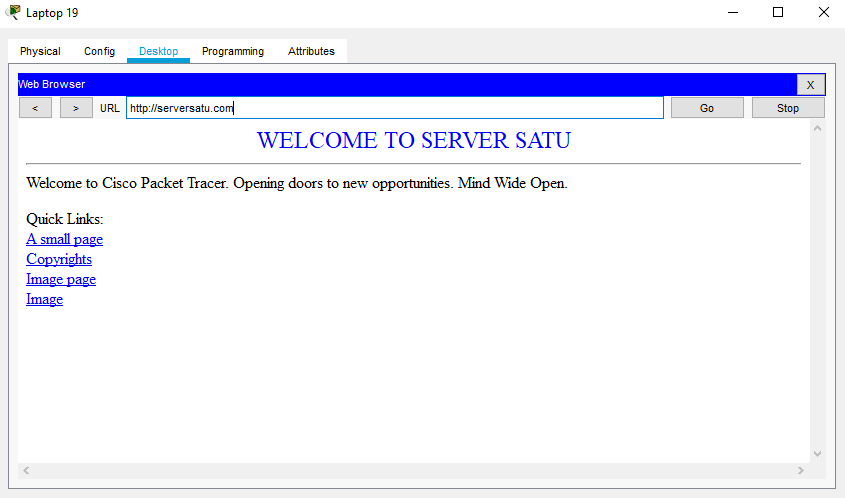 Laptop 19
Physical Config Desktop Programming Attributes
Web Browser X
< > URL http://serversatu.com Go Stop
WELCOME TO SERVER SATU
Welcome to Cisco Packet Tracer. Opening doors to new opportunities. Mind Wide Open.
Quick Links:
A small page
Copyrights
Image page
Image